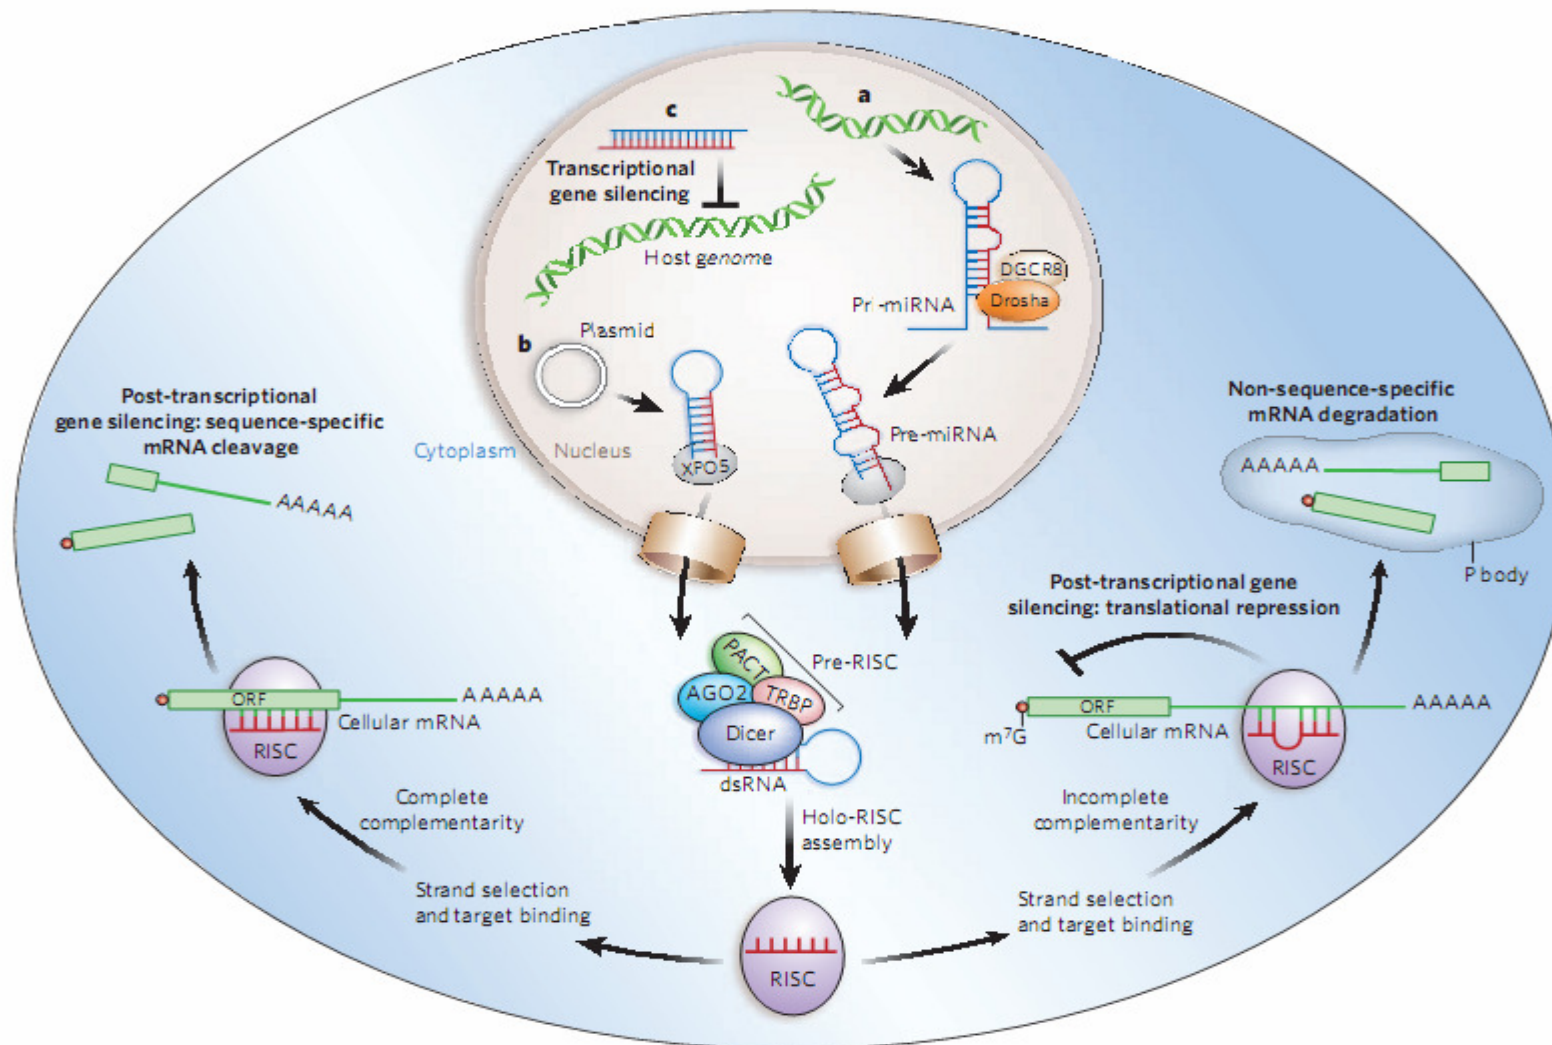 a
c
Transcriptional
gene silencing
Host genome
DGCR8
Drosha
Pri-miRNA
b
Plasmid
XPO5
Pre-miRNA
Cytoplasm
Nucleus
Post-transcriptional
gene silencing: sequence-specific
mRNA cleavage
AAAAA
Non-sequence-specific
mRNA degradation
AAAAA
P body
Post-transcriptional gene
silencing: translational repression
PACT
AGO2
TRBP
Dicer
Pre-RISC
dsRNA
ORF
AAAAA
Cellular mRNA
RISC
m7G
ORF
AAAAA
Cellular mRNA
RISC
Complete
complementarity
Holo-RISC
assembly
Incomplete
complementarity
Strand selection
and target binding
Strand selection
and target binding
RISC